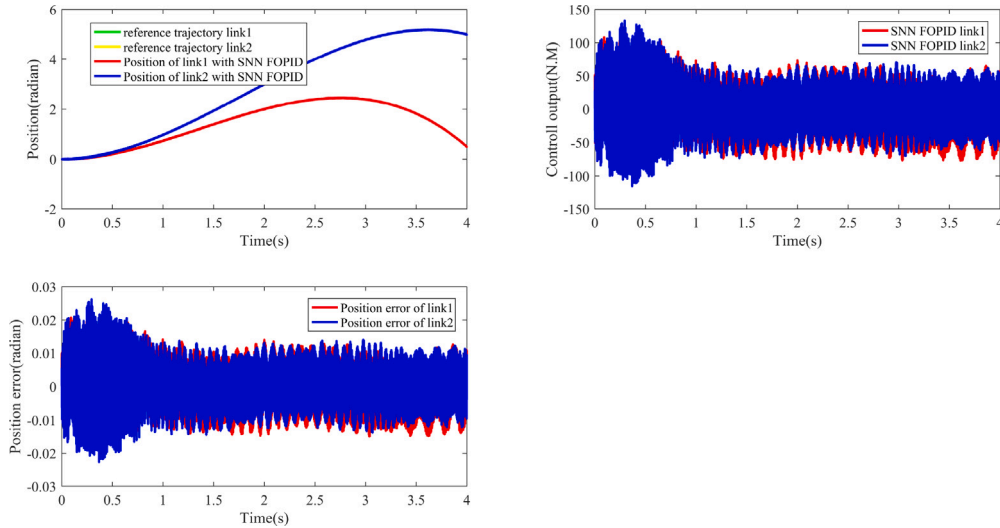 Position(radian)
6
4
2
0
-2
reference trajectory link1
reference trajectory link2
Position of link1 with SNN FOPID
Position of link2 with SNN FOPID
0 0.5 1 1.5 2 2.5 3 3.5 4
Time(s)
Controll output(N.M)
150
100
50
0
-50
-100
-150
SNN FOPID link1
SNN FOPID link2
0 0.5 1 1.5 2 2.5 3 3.5 4
Time(s)
Position error(radian)
0.03
0.02
0.01
0
-0.01
-0.02
-0.03
Position error of link1
Position error of link2
0 0.5 1 1.5 2 2.5 3 3.5 4
Time(s)